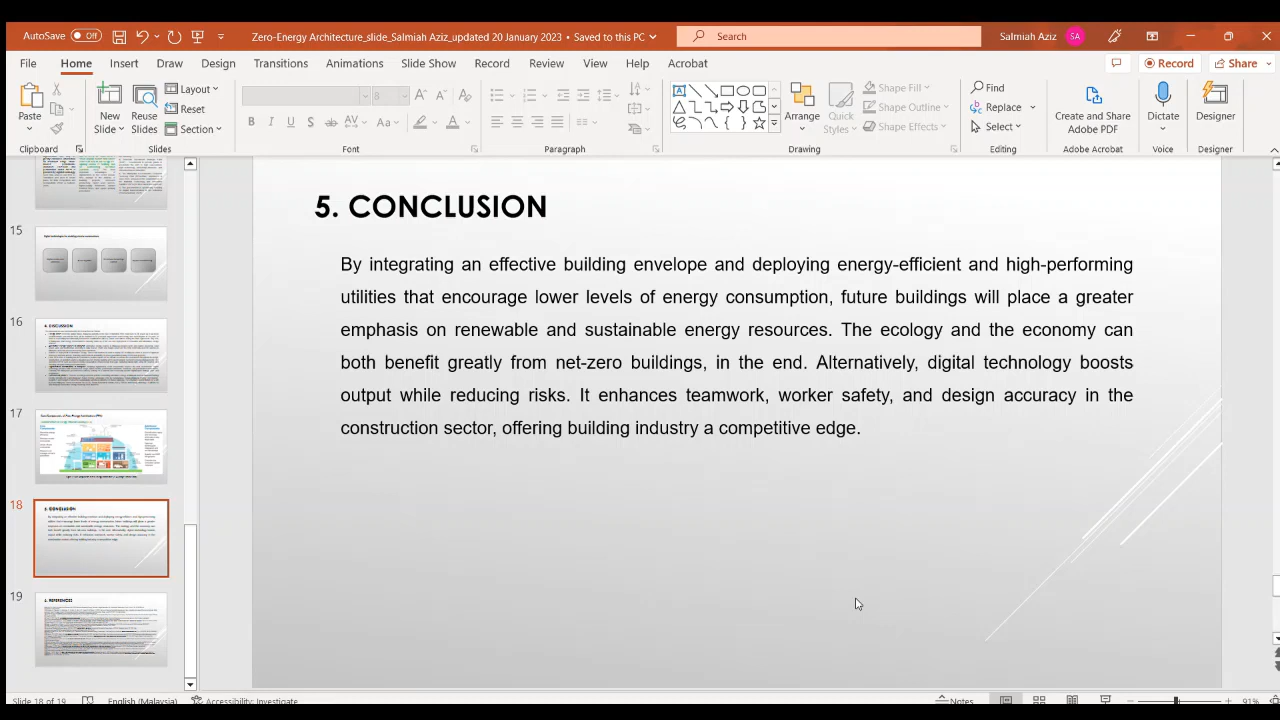 AutoSave Off
Zero-Energy Architecture_slide_Salmiah Aziz_updated 20 January 2023 • Saved to this PC
Search
Salmiah Aziz SA
File Home Insert Draw Design Transitions Animations Slide Show Record Review View Help Acrobat
Record Share
Paste
Clipboard
New Slide
Reuse Slides
Layout
Reset
Section
Slides
8
Font
Paragraph
Arrange
Quick Styles
Shape Fill
Shape Outline
Shape Effects
Drawing
Find
Replace
Select
Editing
Create and Share Adobe PDF
Adobe Acrobat
Dictate
Voice
Designer
Designer
15
16
4. DISCUSSION
17
18
5. CONCLUSION
19
5. CONCLUSION
By integrating an effective building envelope and deploying energy-efficient and high-performing
utilities that encourage lower levels of energy consumption, future buildings will place a greater
emphasis on renewable and sustainable energy resources. The ecology and the economy can
both benefit greatly from net-zero buildings, in the end. Alternatively, digital technology boosts
output while reducing risks. It enhances teamwork, worker safety, and design accuracy in the
construction sector, offering building industry a competitive edge.
Slide 18 of 19 English (Malaysia) Accessibility: Investigate
Notes
91%